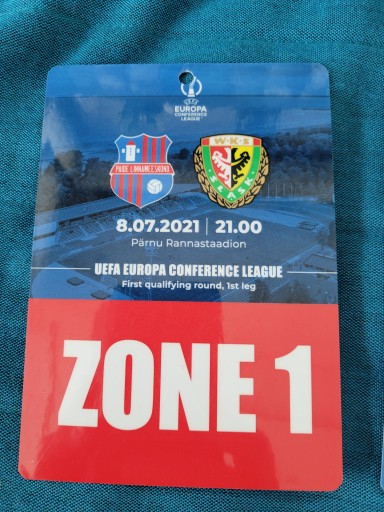 UEFA
EUROPA
CONFERENCE
LEAGUE
PAIDE LINNAMEESKOND
W·K·S
ŚLĄSK
8.07.2021 | 21.00
Pärnu Rannastaadion
UEFA EUROPA CONFERENCE LEAGUE
First qualifying round, 1st leg
ZONE 1